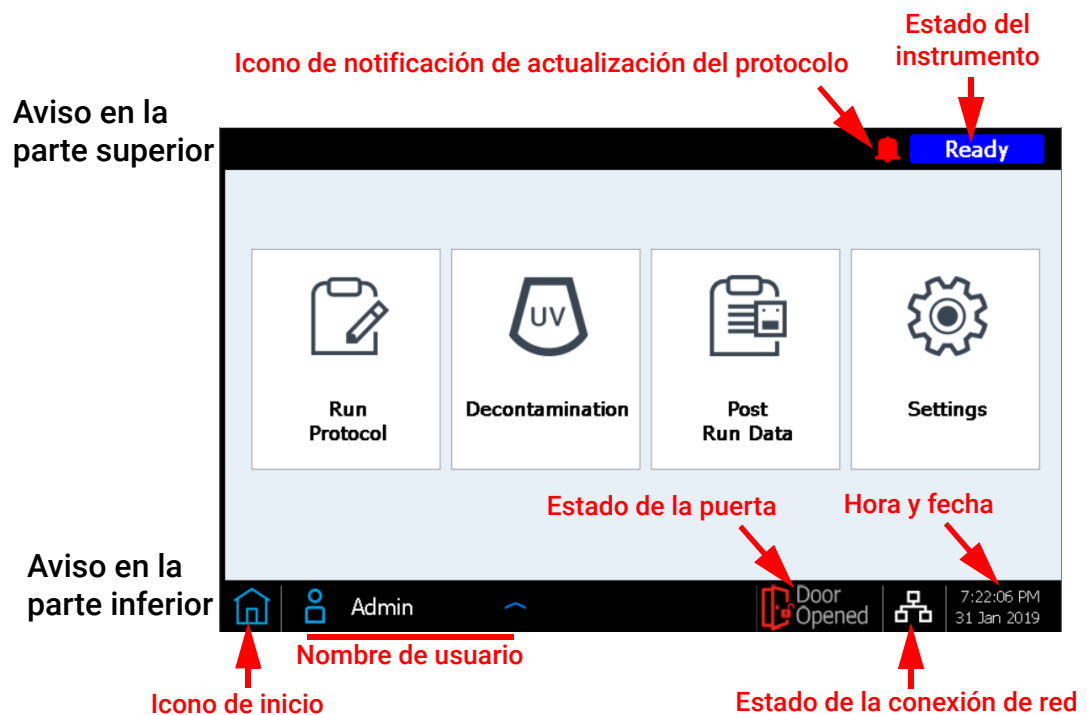 Estado del
instrumento
Icono de notificación de actualización del protocolo
Aviso en la
parte superior
Ready
UV
Run
Protocol
Decontamination
Post
Run Data
Settings
Estado de la puerta
Hora y fecha
Aviso en la
parte inferior
Admin
Door
Opened
7:22:06 PM
31 Jan 2019
Nombre de usuario
Icono de inicio
Estado de la conexión de red